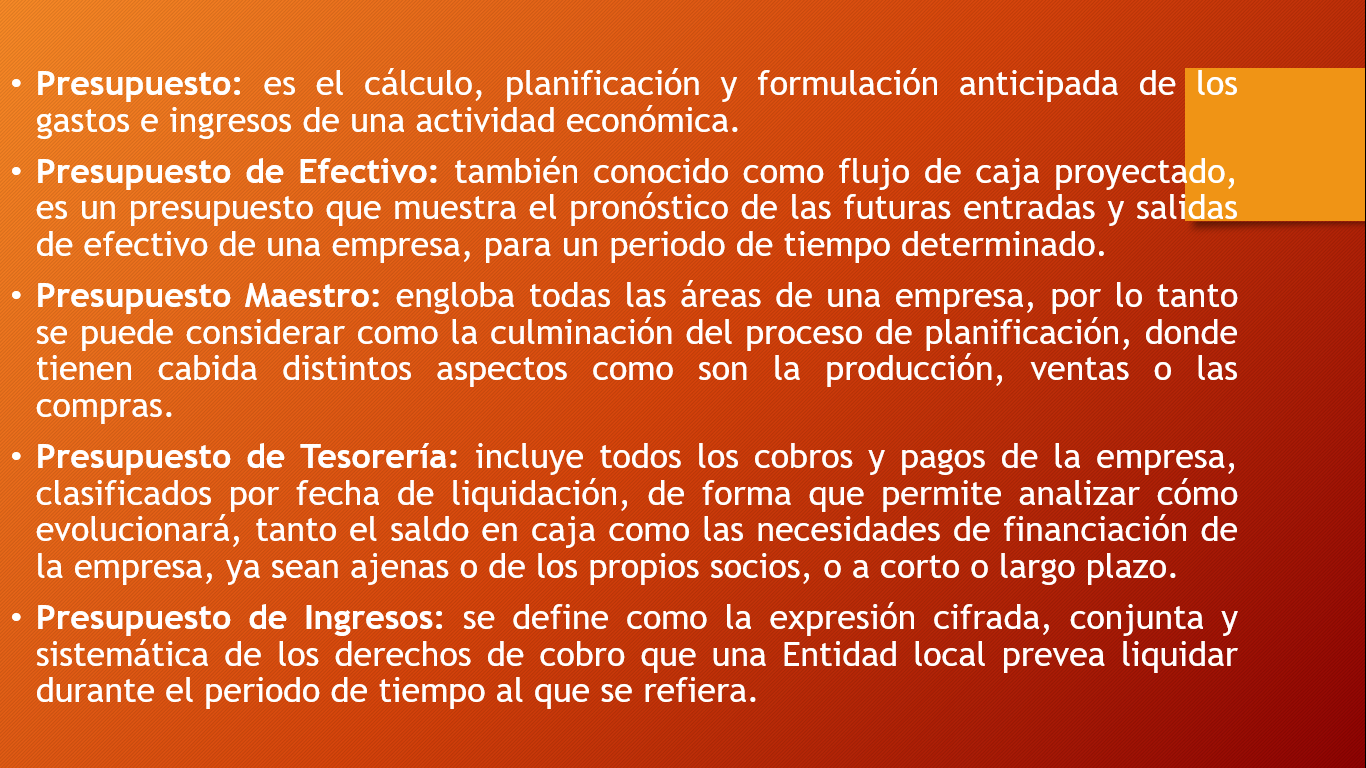 • Presupuesto: es el cálculo, planificación y formulación anticipada de los
gastos e ingresos de una actividad económica.
• Presupuesto de Efectivo: también conocido como flujo de caja proyectado,
es un presupuesto que muestra el pronóstico de las futuras entradas y salidas
de efectivo de una empresa, para un periodo de tiempo determinado.
• Presupuesto Maestro: engloba todas las áreas de una empresa, por lo tanto
se puede considerar como la culminación del proceso de planificación, donde
tienen cabida distintos aspectos como son la producción, ventas o las
compras.
• Presupuesto de Tesorería: incluye todos los cobros y pagos de la empresa,
clasificados por fecha de liquidación, de forma que permite analizar cómo
evolucionará, tanto el saldo en caja como las necesidades de financiación de
la empresa, ya sean ajenas o de los propios socios, o a corto o largo plazo.
• Presupuesto de Ingresos: se define como la expresión cifrada, conjunta y
sistemática de los derechos de cobro que una Entidad local prevea liquidar
durante el periodo de tiempo al que se refiera.